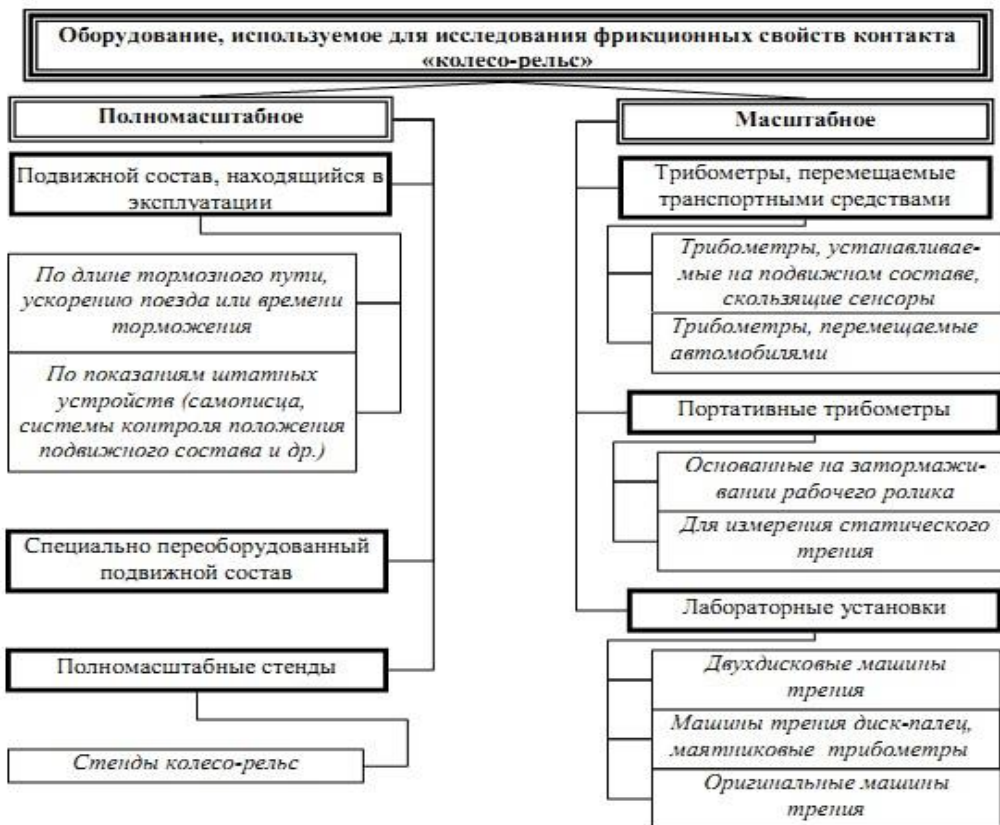 Оборудование, используемое для исследования фрикционных свойств контакта
«колесо-рельс»
Полномасштабное
Подвижной состав, находящийся в
эксплуатации
По длине тормозного пути,
ускорению поезда или времени
торможения
По показаниям штатных
устройств (самописца,
системы контроля положения
подвижного состава и др.)
Специально переоборудованный
подвижной состав
Полномасштабные стенды
Стенды колесо-рельс
Масштабное
Трибометры, перемещаемые
транспортными средствами
Трибометры, устанавливае-
мые на подвижном составе,
скользящие сенсоры
Трибометры, перемещаемые
автомобилями
Портативные трибометры
Основанные на затормажи-
вании рабочего ролика
Для измерения статического
трения
Лабораторные установки
Двухдисковые машины
трения
Машины трения диск-палец,
маятниковые трибометры
Оригинальные машины
трения